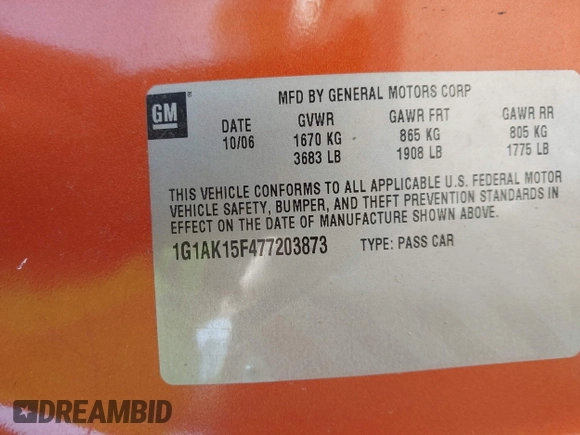 MFD BY GENERAL MOTORS CORP
GM
DATE GVWR GAWR FRT GAWR RR
10/06 1670 KG 865 KG 805 KG
3683 LB 1908 LB 1775 LB
THIS VEHICLE CONFORMS TO ALL APPLICABLE U.S. FEDERAL MOTOR
VEHICLE SAFETY, BUMPER, AND THEFT PREVENTION STANDARDS IN
EFFECT ON THE DATE OF MANUFACTURE SHOWN ABOVE.
1G1AK15F477203873 TYPE: PASS CAR
DREAMBID